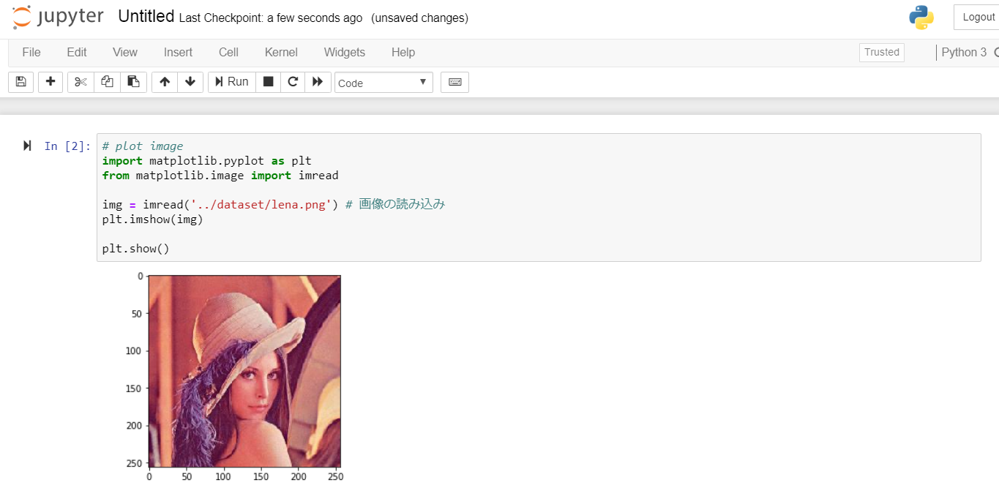 jupyter Untitled Last Checkpoint: a few seconds ago (unsaved changes) Logout
File Edit View Insert Cell Kernel Widgets Help Trusted Python 3
Run Code
In [2]: # plot image
import matplotlib.pyplot as plt
from matplotlib.image import imread
img = imread('../dataset/lena.png') # 画像の読み込み
plt.imshow(img)
plt.show()
0
50
100
150
200
250
0 50 100 150 200 250